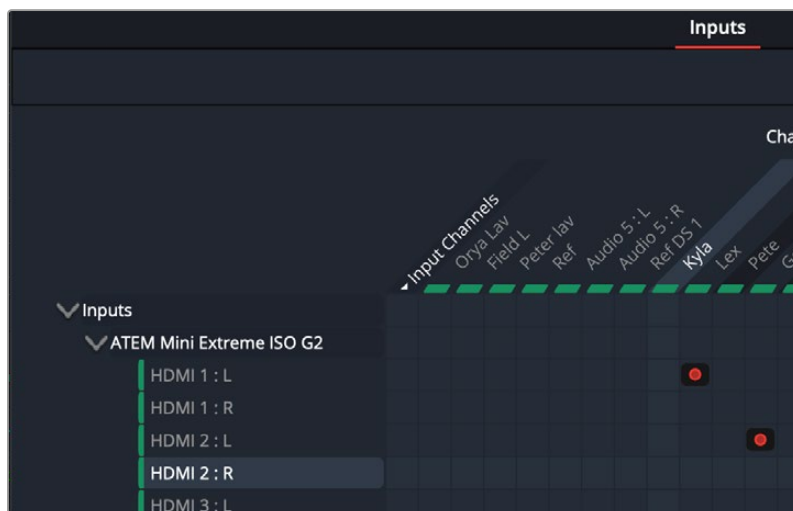 Inputs
Cha
Input Channels
Orya Lav
Field L
Peter lav
Ref
Audio 5 : L
Audio 5 : R
Ref DS 1
Kyla
Lex
Pete
G
Inputs
ATEM Mini Extreme ISO G2
HDMI 1 : L
HDMI 1 : R
HDMI 2 : L
HDMI 2 : R
HDMI 3 : L